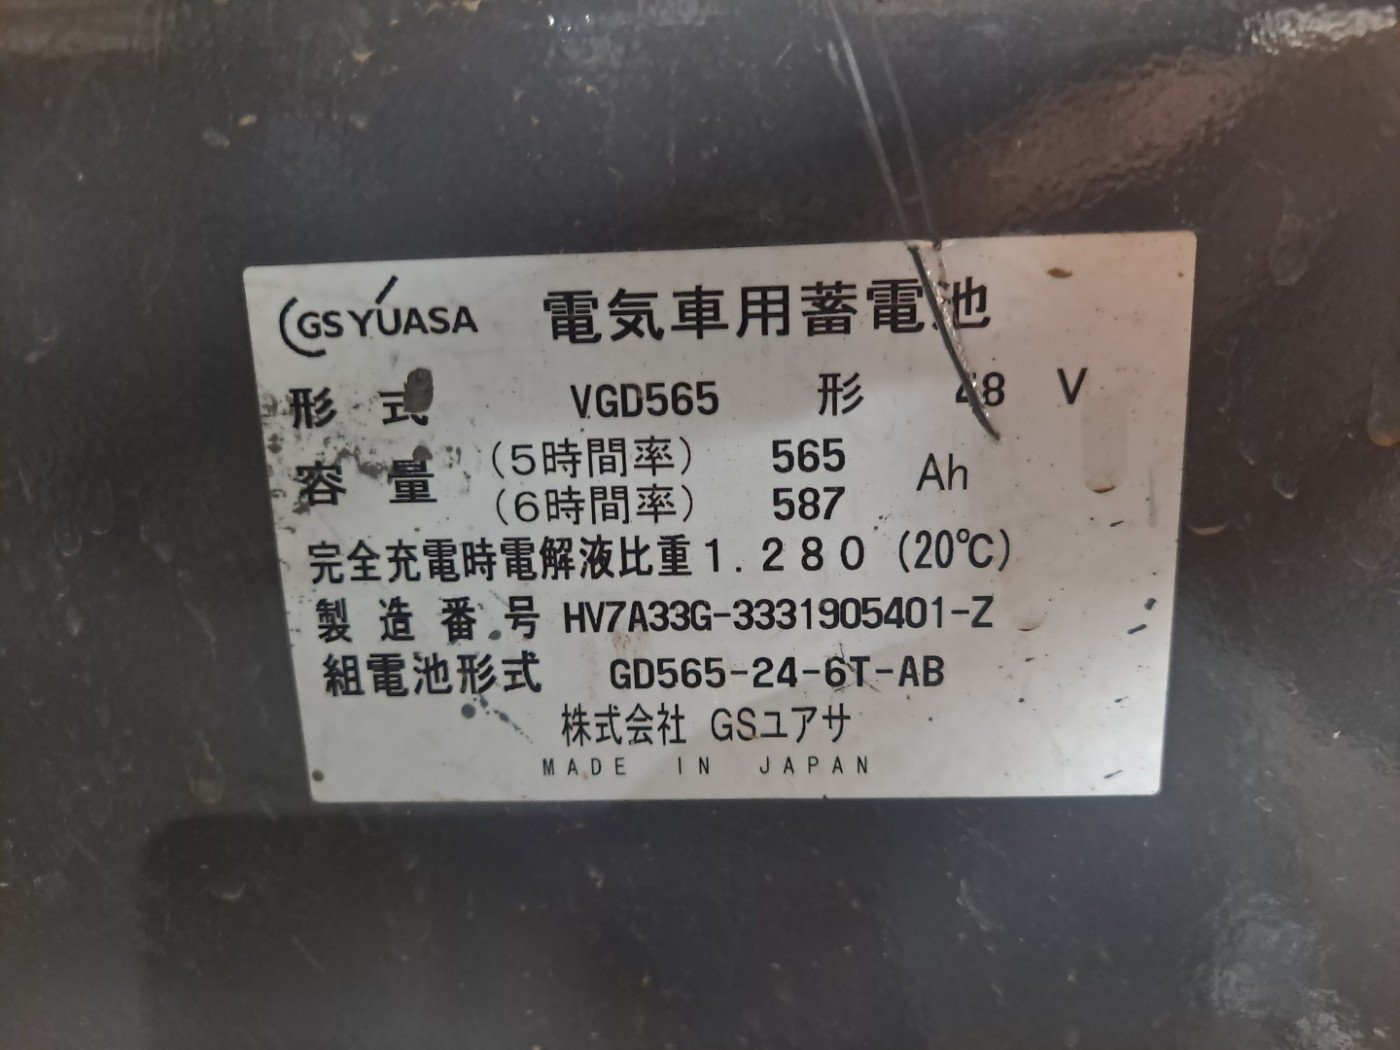 GS YUASA 電気車用蓄電池
形式 VGD565 形 48 V
容量 (5時間率) 565 Ah
(6時間率) 587
完全充電時電解液比重1.280 (20℃)
製造番号 HV7A33G-3331905401-Z
組電池形式 GD565-24-6T-AB
株式会社 GSユアサ
MADE IN JAPAN